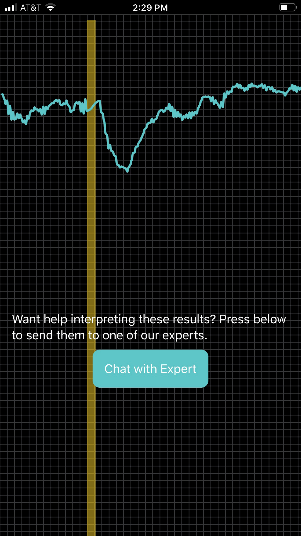 AT&T 2:29 PM
Want help interpreting these results? Press below
to send them to one of our experts.
Chat with Expert